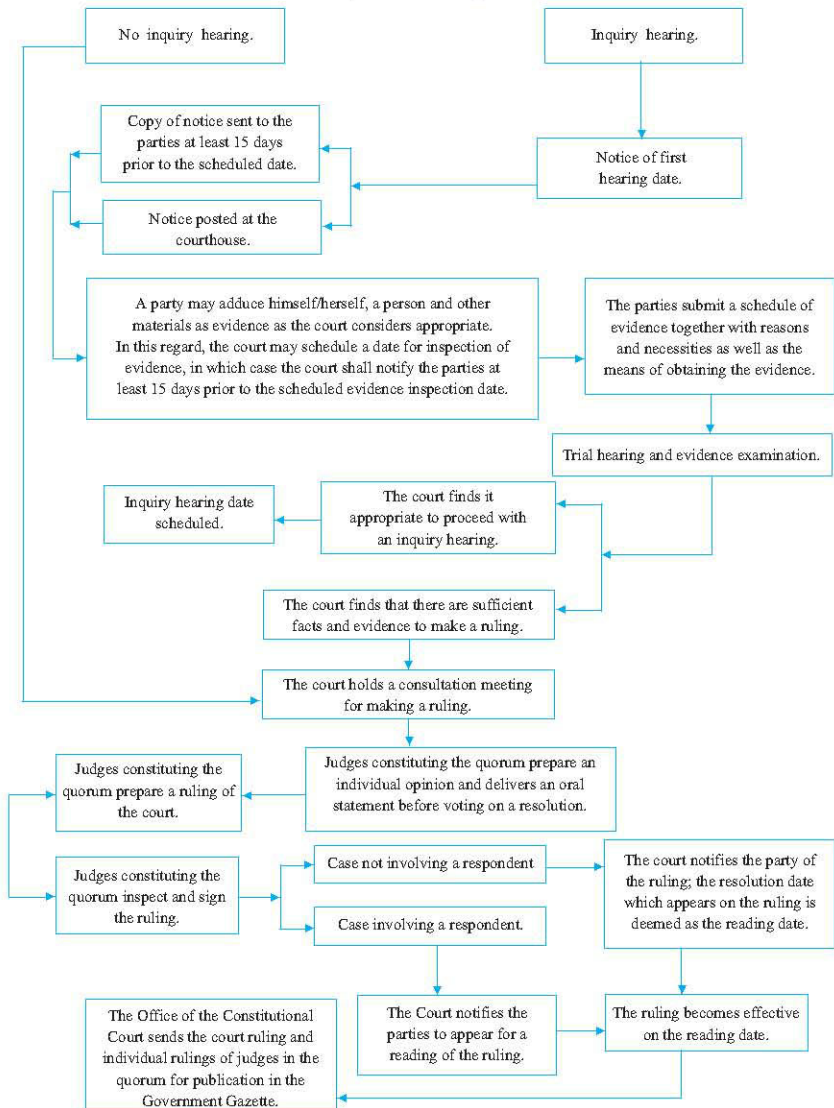 No inquiry hearing.
Inquiry hearing.
Copy of notice sent to the
parties at least 15 days
prior to the scheduled date.
Notice of first
hearing date.
Notice posted at the
courthouse.
A party may adduce himself/herself, a person and other
materials as evidence as the court considers appropriate.
In this regard, the court may schedule a date for inspection of
evidence, in which case the court shall notify the parties at
least 15 days prior to the scheduled evidence inspection date.
The parties submit a schedule of
evidence together with reasons
and necessities as well as the
means of obtaining the evidence.
Trial hearing and evidence examination.
The court finds it
appropriate to proceed with
an inquiry hearing.
Inquiry hearing date
scheduled.
The court finds that there are sufficient
facts and evidence to make a ruling.
The court holds a consultation meeting
for making a ruling.
Judges constituting the quorum prepare an
individual opinion and delivers an oral
statement before voting on a resolution.
Judges constituting the
quorum prepare a ruling of
the court.
Judges constituting the
quorum inspect and sign
the ruling.
Case not involving a respondent
Case involving a respondent.
The court notifies the party of
the ruling; the resolution date
which appears on the ruling is
deemed as the reading date.
The Court notifies the
parties to appear for a
reading of the ruling.
The ruling becomes effective
on the reading date.
The Office of the Constitutional
Court sends the court ruling and
individual rulings of judges in the
quorum for publication in the
Government Gazette.